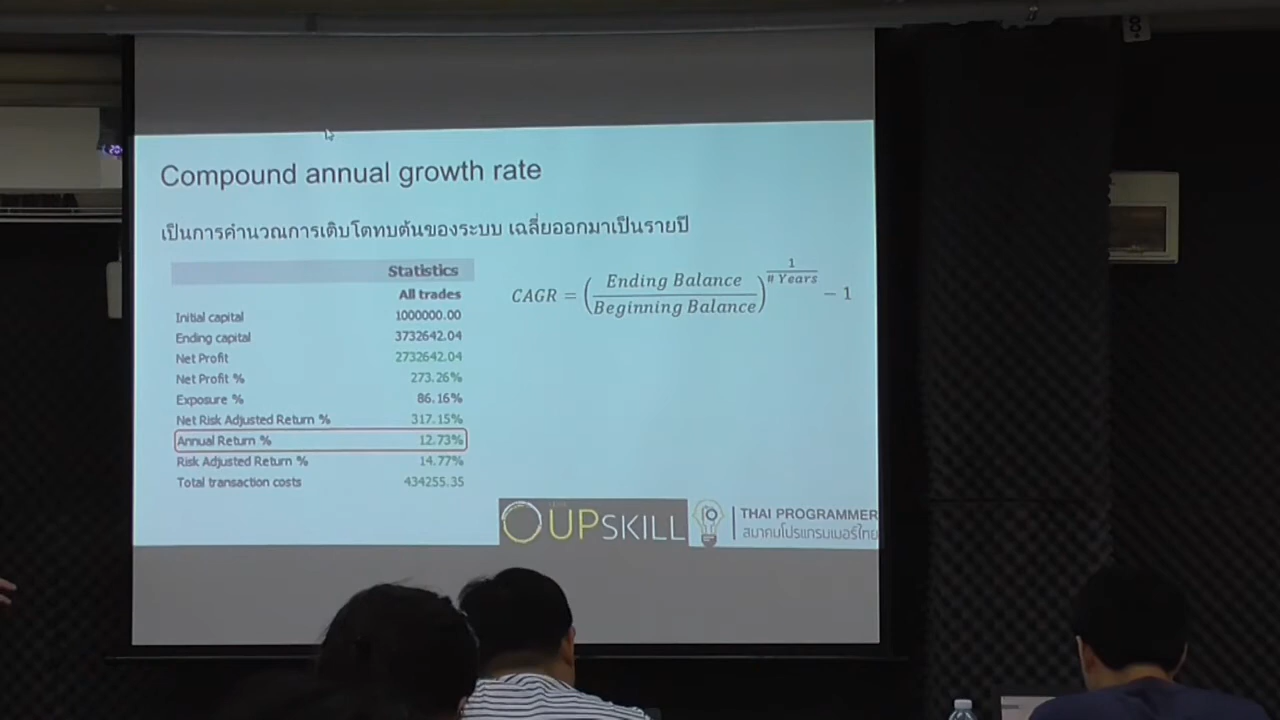 Compound annual growth rate
เป็นการคำนวณการเติบโตทบต้นของระบบ เฉลี่ยออกมาเป็นรายปี
Statistics
All trades
Initial capital 1000000.00
Ending capital 3732642.04
Net Profit 2732642.04
Net Profit % 273.26%
Exposure % 86.16%
Net Risk Adjusted Return % 317.15%
Annual Return % 12.73%
Risk Adjusted Return % 14.77%
Total transaction costs 434255.35
CAGR = (Ending Balance / Beginning Balance)^(1 / # Years) − 1
UPSKILL
THAI PROGRAMMER
สมาคมโปรแกรมเมอร์ไทย